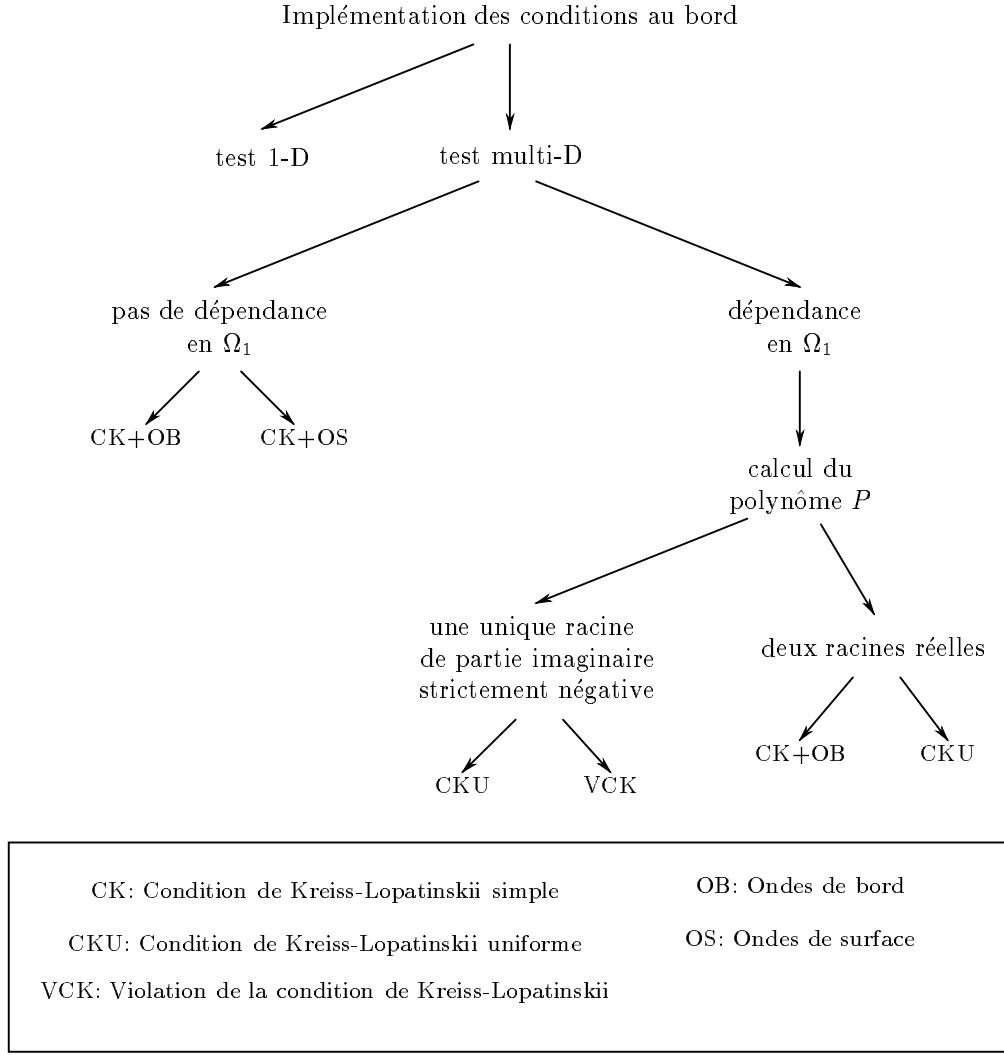 Implémentation des conditions au bord
test 1-D
test multi-D
pas de dépendance
en Ω₁
dépendance
en Ω₁
CK+OB
CK+OS
calcul du
polynôme P
une unique racine
de partie imaginaire
strictement négative
deux racines réelles
CK+OB
CKU
CKU
VCK
CK: Condition de Kreiss-Lopatinskii simple
OB: Ondes de bord
CKU: Condition de Kreiss-Lopatinskii uniforme
OS: Ondes de surface
VCK: Violation de la condition de Kreiss-Lopatinskii